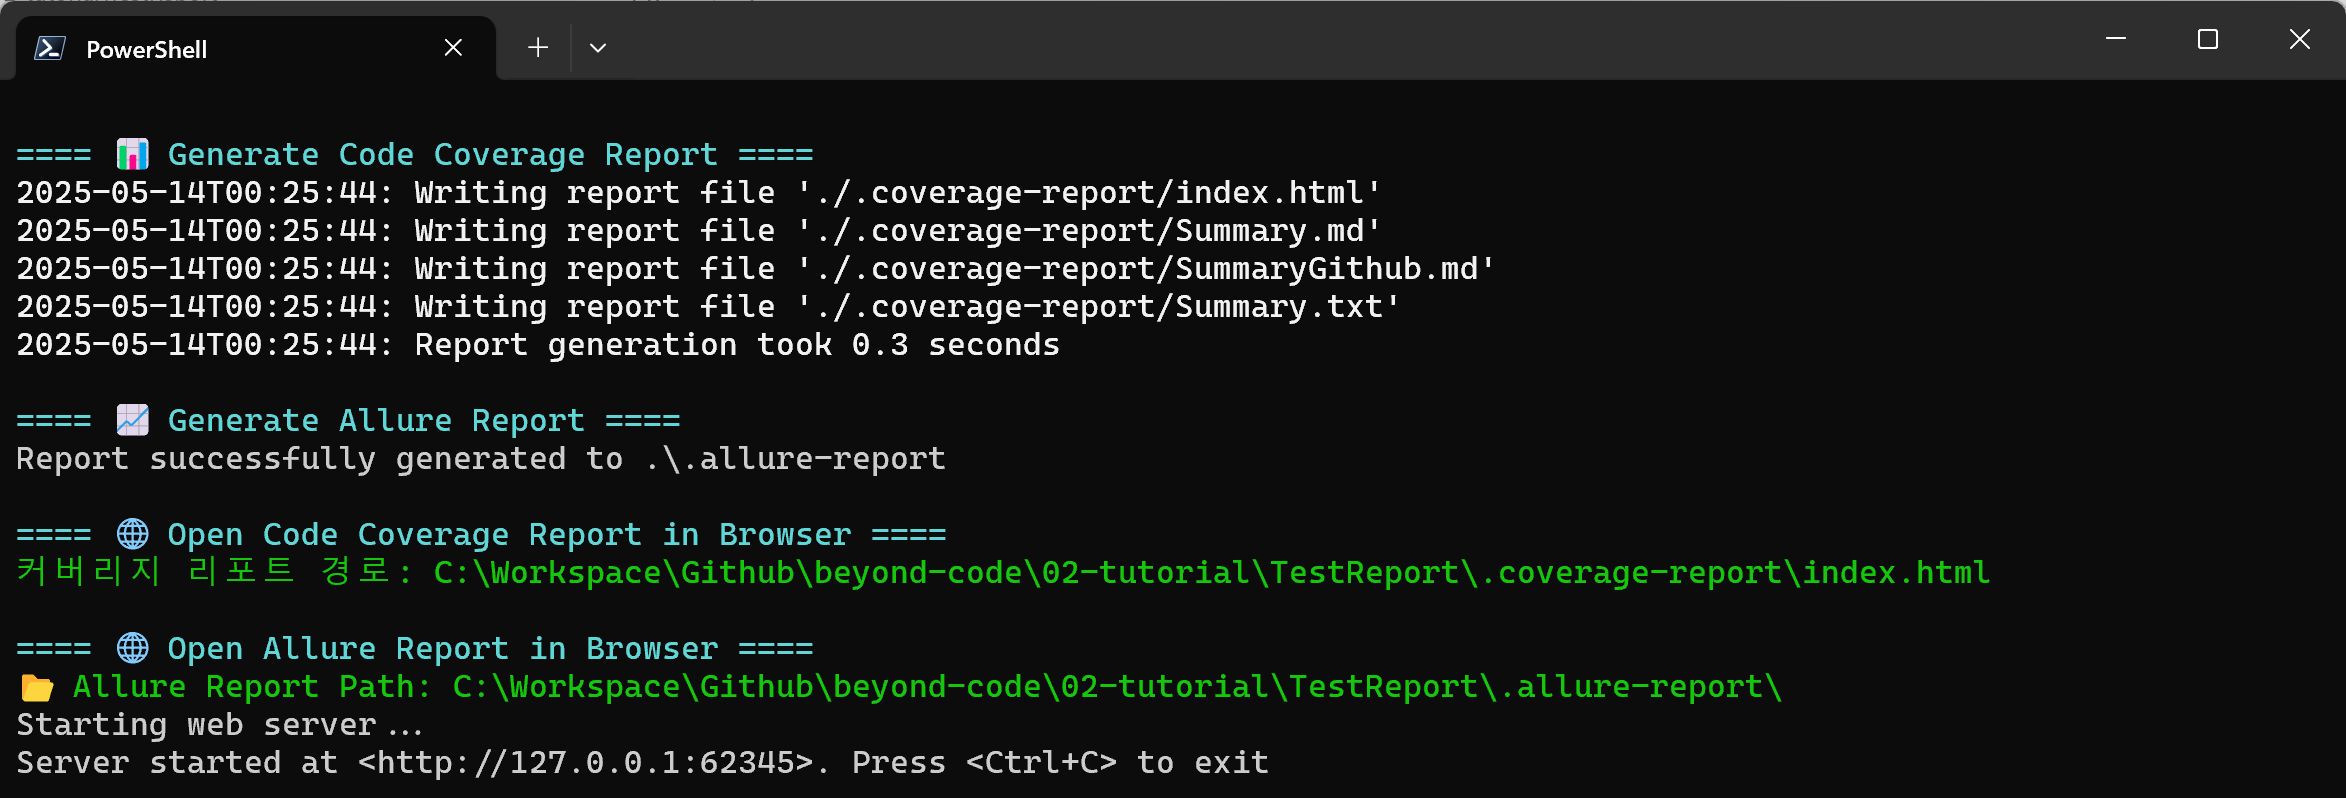 PowerShell
==== 📊 Generate Code Coverage Report ====
2025-05-14T00:25:44: Writing report file './.coverage-report/index.html'
2025-05-14T00:25:44: Writing report file './.coverage-report/Summary.md'
2025-05-14T00:25:44: Writing report file './.coverage-report/SummaryGithub.md'
2025-05-14T00:25:44: Writing report file './.coverage-report/Summary.txt'
2025-05-14T00:25:44: Report generation took 0.3 seconds
==== 📈 Generate Allure Report ====
Report successfully generated to .\.allure-report
==== 🌐 Open Code Coverage Report in Browser ====
커버리지 리포트 경로: C:\Workspace\Github\beyond-code\02-tutorial\TestReport\.coverage-report\index.html
==== 🌐 Open Allure Report in Browser ====
📂 Allure Report Path: C:\Workspace\Github\beyond-code\02-tutorial\TestReport\.allure-report\
Starting web server...
Server started at <http://127.0.0.1:62345>. Press <Ctrl+C> to exit